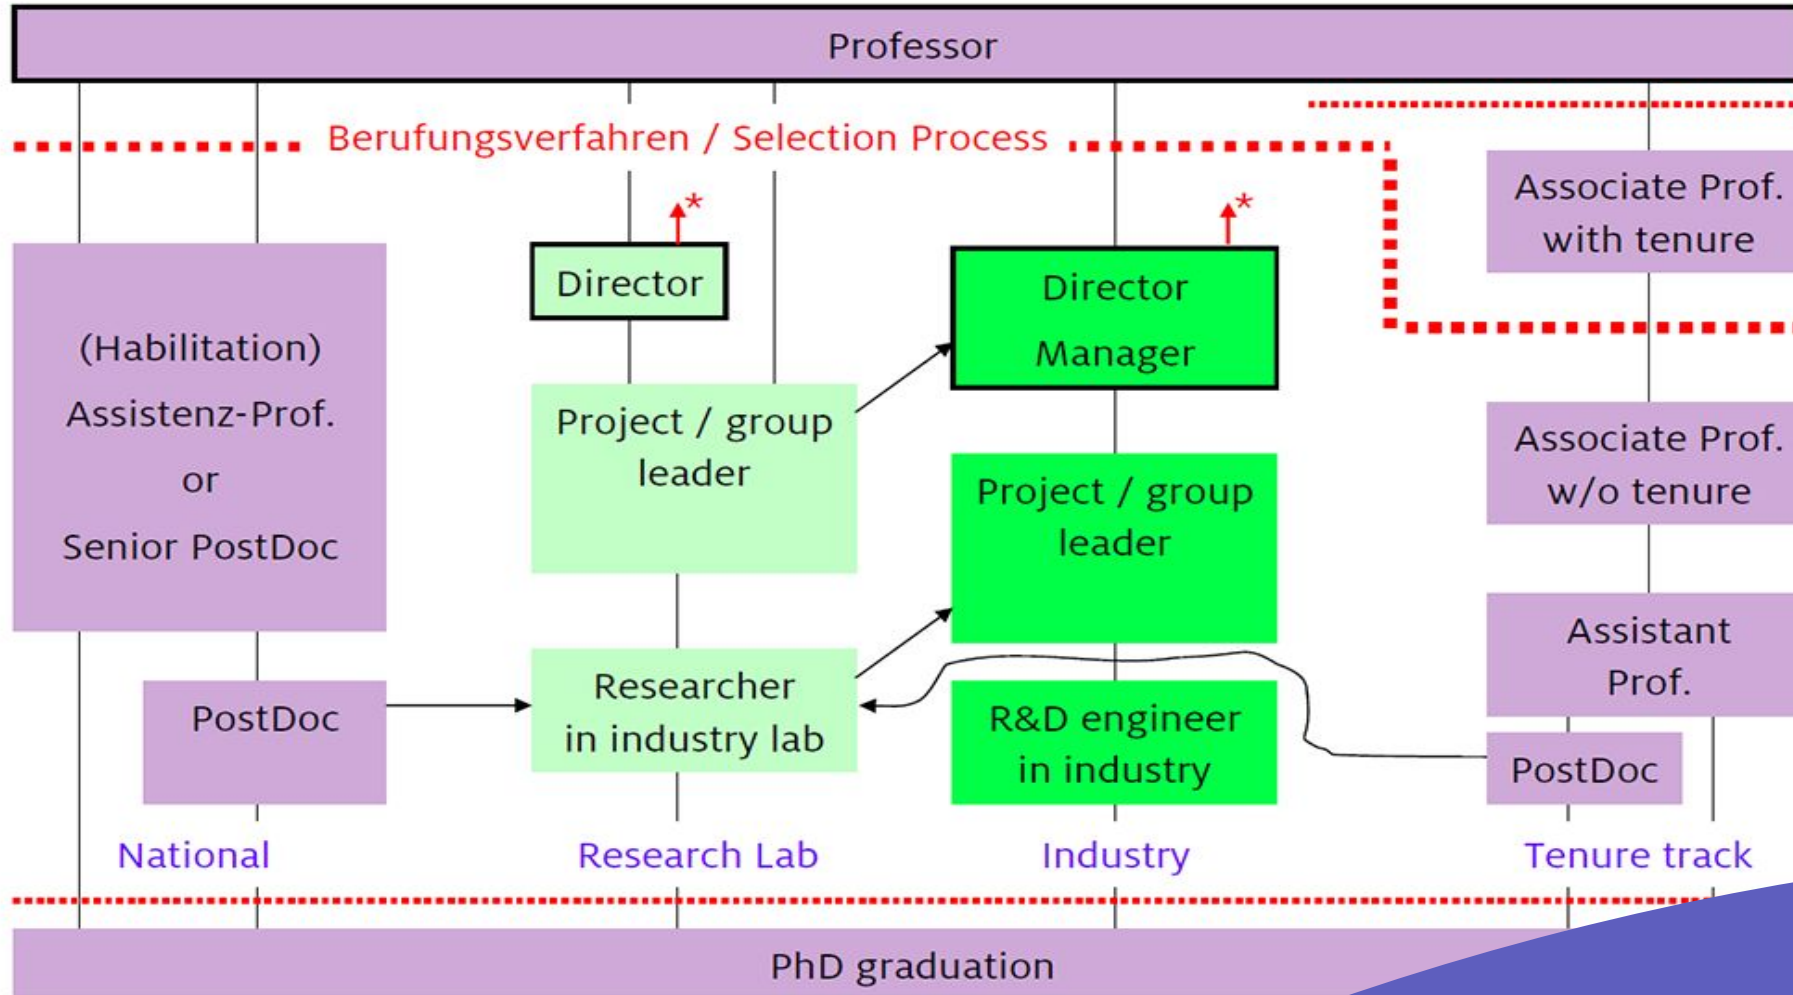 Professor
Berufungsverfahren / Selection Process
*
*
Associate Prof.
with tenure
Director
Director
Manager
(Habilitation)
Assistenz-Prof.
or
Senior PostDoc
Project / group
leader
Project / group
leader
Associate Prof.
w/o tenure
Assistant
Prof.
PostDoc
Researcher
in industry lab
R&D engineer
in industry
PostDoc
National
Research Lab
Industry
Tenure track
PhD graduation